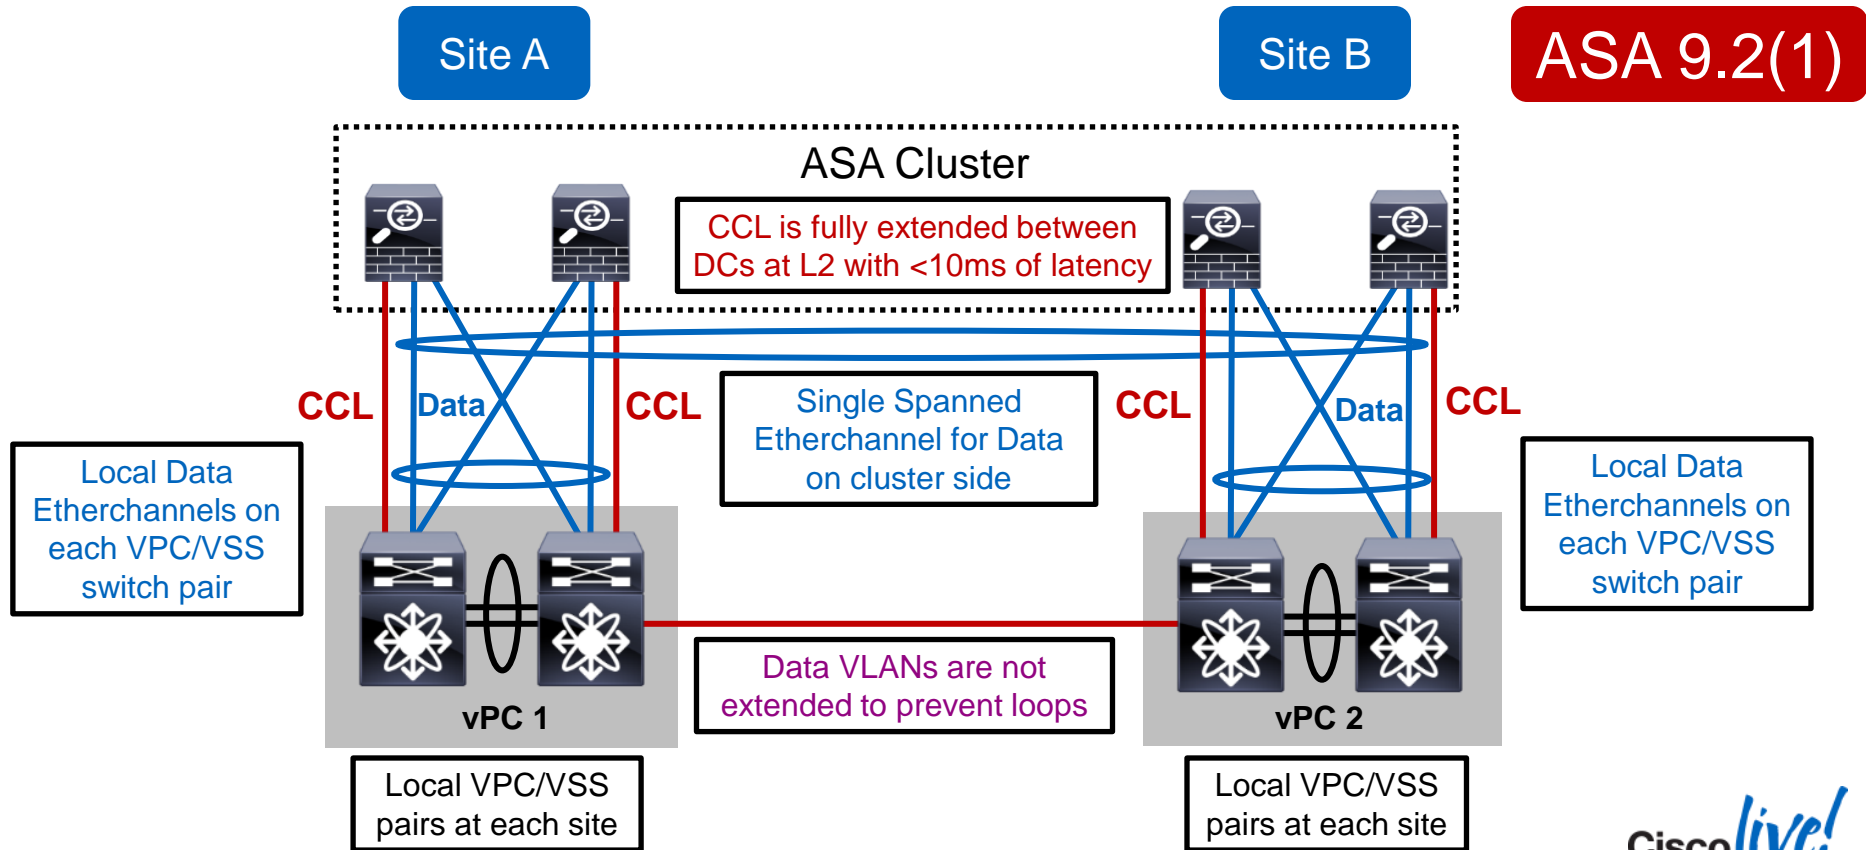 Site A
Site B
ASA 9.2(1)
ASA Cluster
CCL is fully extended between
DCs at L2 with <10ms of latency
CCL
Data
CCL
Single Spanned
Etherchannel for Data
on cluster side
CCL
Data
CCL
Local Data
Etherchannels on
each VPC/VSS
switch pair
Local Data
Etherchannels on
each VPC/VSS
switch pair
Data VLANs are not
extended to prevent loops
vPC 1
vPC 2
Local VPC/VSS
pairs at each site
Local VPC/VSS
pairs at each site
Cisco live!